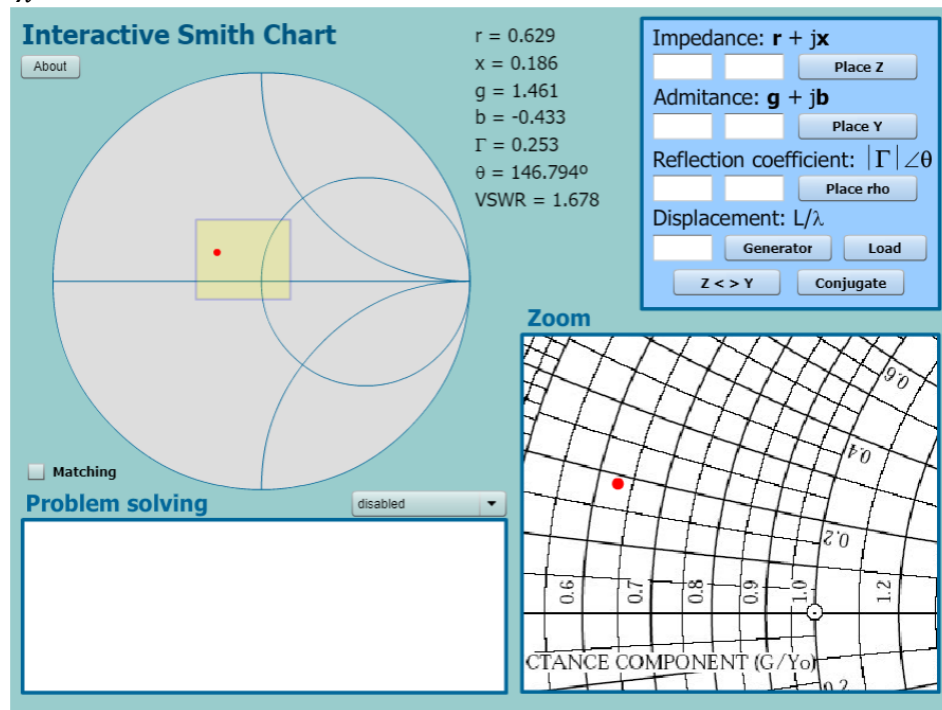 Interactive Smith Chart
About
r = 0.629
x = 0.186
g = 1.461
b = -0.433
Γ = 0.253
θ = 146.794º
VSWR = 1.678
Impedance: r + jx
Place Z
Admitance: g + jb
Place Y
Reflection coefficient: |Γ|∠θ
Place rho
Displacement: L/λ
Generator Load
Z < > Y Conjugate
Matching
Problem solving
disabled
Zoom
0.6
0.4
0.2
0.6 0.7 0.8 0.9 1.0 1.2
CTANCE COMPONENT (G/Yo)
0.2